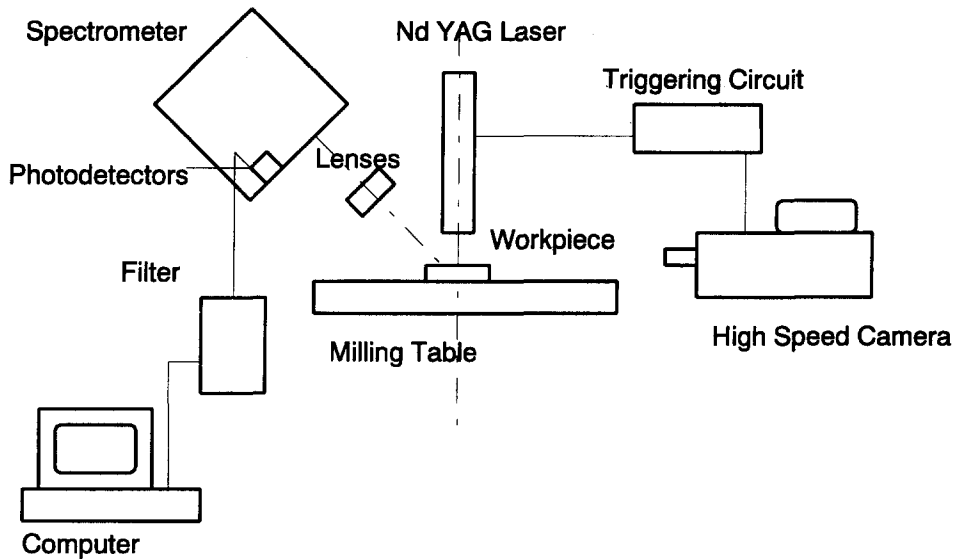 Spectrometer
Nd YAG Laser
Triggering Circuit
Lenses
Photodetectors
Workpiece
Filter
High Speed Camera
Milling Table
Computer